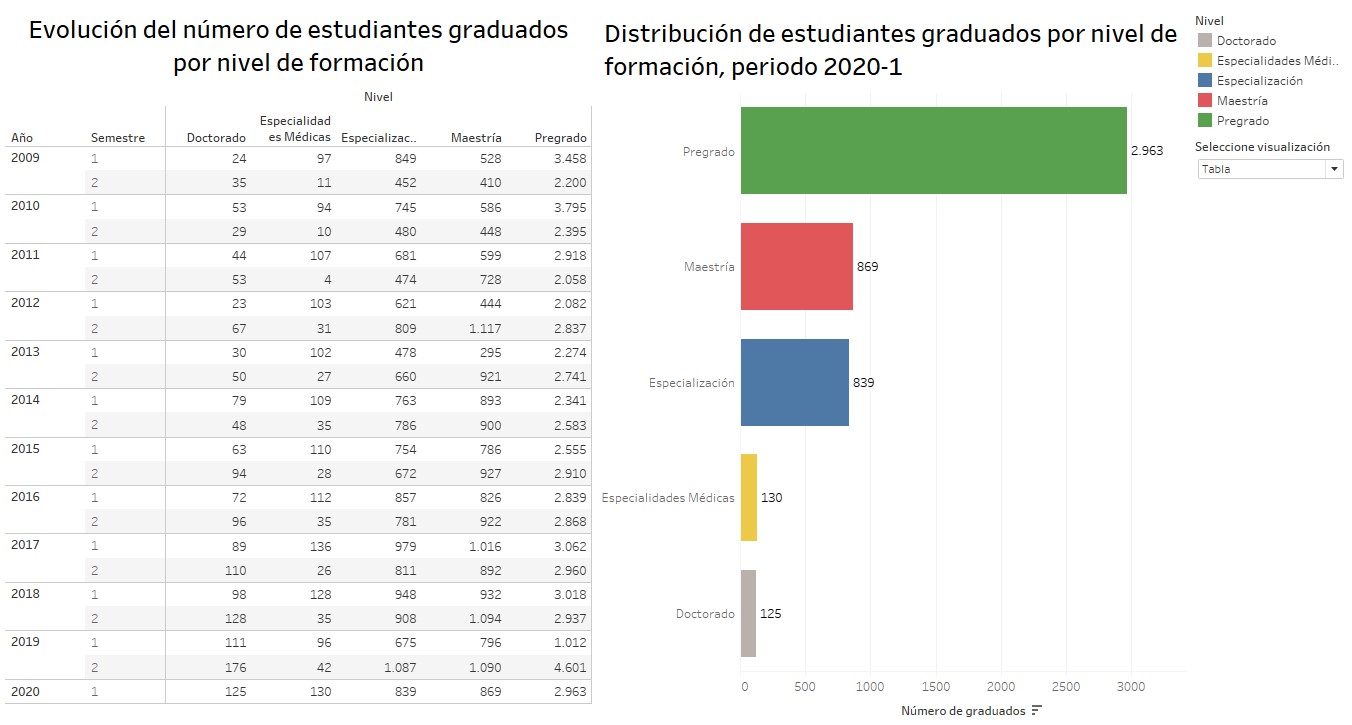 Evolución del número de estudiantes graduados
por nivel de formación
Nivel
Año Semestre Doctorado Especialidad es Médicas Especializac.. Maestría Pregrado
2009 1 24 97 849 528 3.458
2 35 11 452 410 2.200
2010 1 53 94 745 586 3.795
2 29 10 480 448 2.395
2011 1 44 107 681 599 2.918
2 53 4 474 728 2.058
2012 1 23 103 621 444 2.082
2 67 31 809 1.117 2.837
2013 1 30 102 478 295 2.274
2 50 27 660 921 2.741
2014 1 79 109 763 893 2.341
2 48 35 786 900 2.583
2015 1 63 110 754 786 2.555
2 94 28 672 927 2.910
2016 1 72 112 857 826 2.839
2 96 35 781 922 2.868
2017 1 89 136 979 1.016 3.062
2 110 26 811 892 2.960
2018 1 98 128 948 932 3.018
2 128 35 908 1.094 2.937
2019 1 111 96 675 796 1.012
2 176 42 1.087 1.090 4.601
2020 1 125 130 839 869 2.963
Distribución de estudiantes graduados por nivel de
formación, periodo 2020-1
Pregrado 2.963
Maestría 869
Especialización 839
Especialidades Médicas 130
Doctorado 125
0 500 1000 1500 2000 2500 3000
Número de graduados
Nivel
Doctorado
Especialidades Médi..
Especialización
Maestría
Pregrado
Seleccione visualización
Tabla